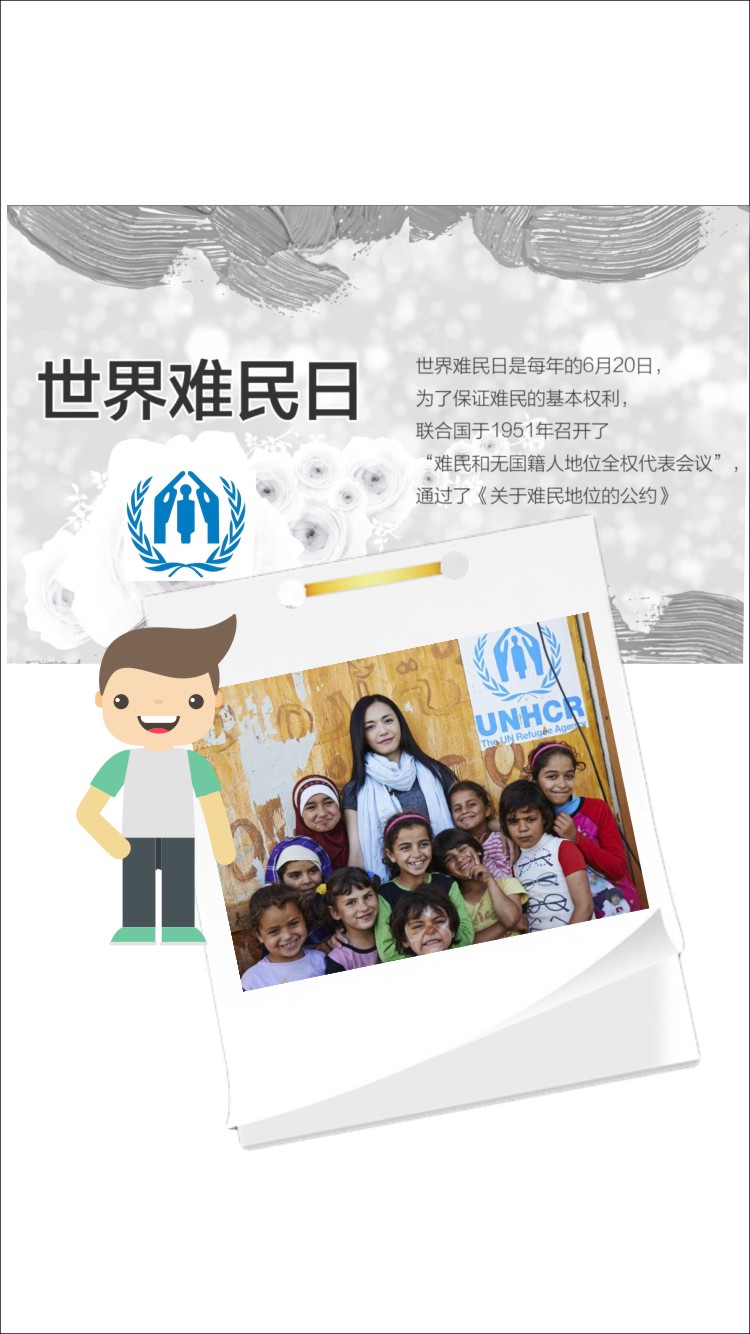 世界难民日
世界难民日是每年的6月20日，
为了保证难民的基本权利，
联合国于1951年召开了
“难民和无国籍人地位全权代表会议”，
通过了《关于难民地位的公约》
UNHCR
The UN Refugee Agency